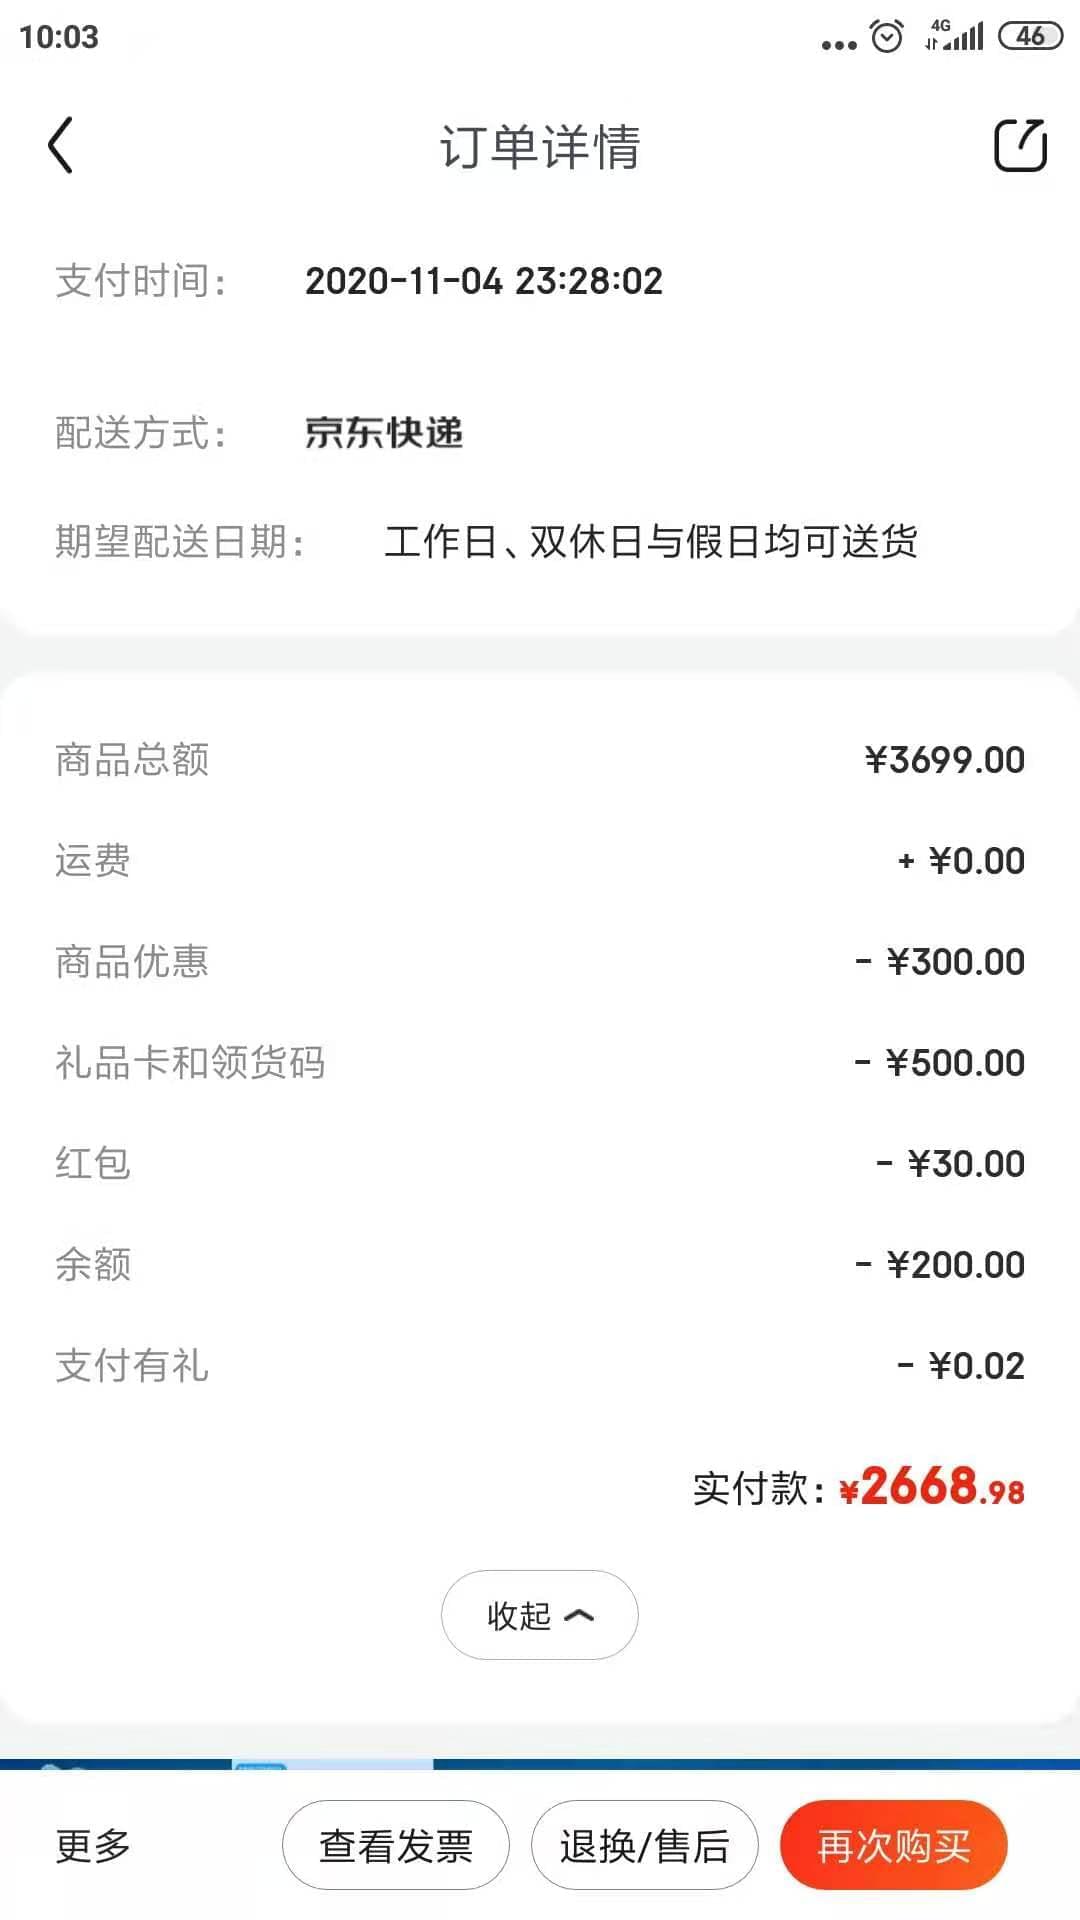 10:03
4G
46
订单详情
支付时间: 2020-11-04 23:28:02
配送方式: 京东快递
期望配送日期: 工作日、双休日与假日均可送货
商品总额 ¥3699.00
运费 + ¥0.00
商品优惠 - ¥300.00
礼品卡和领货码 - ¥500.00
红包 - ¥30.00
余额 - ¥200.00
支付有礼 - ¥0.02
实付款: ¥2668.98
收起
更多 查看发票 退换/售后 再次购买